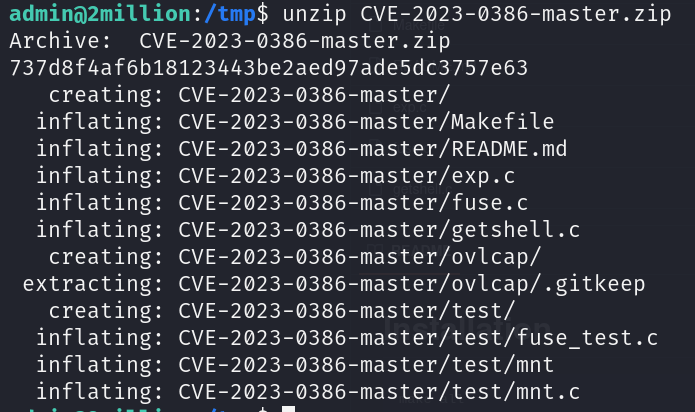 admin@2million:/tmp$ unzip CVE-2023-0386-master.zip
Archive:  CVE-2023-0386-master.zip
737d8f4af6b18123443be2aed97ade5dc3757e63
   creating: CVE-2023-0386-master/
  inflating: CVE-2023-0386-master/Makefile
  inflating: CVE-2023-0386-master/README.md
  inflating: CVE-2023-0386-master/exp.c
  inflating: CVE-2023-0386-master/fuse.c
  inflating: CVE-2023-0386-master/getshell.c
   creating: CVE-2023-0386-master/ovlcap/
 extracting: CVE-2023-0386-master/ovlcap/.gitkeep
   creating: CVE-2023-0386-master/test/
  inflating: CVE-2023-0386-master/test/fuse_test.c
  inflating: CVE-2023-0386-master/test/mnt
  inflating: CVE-2023-0386-master/test/mnt.c